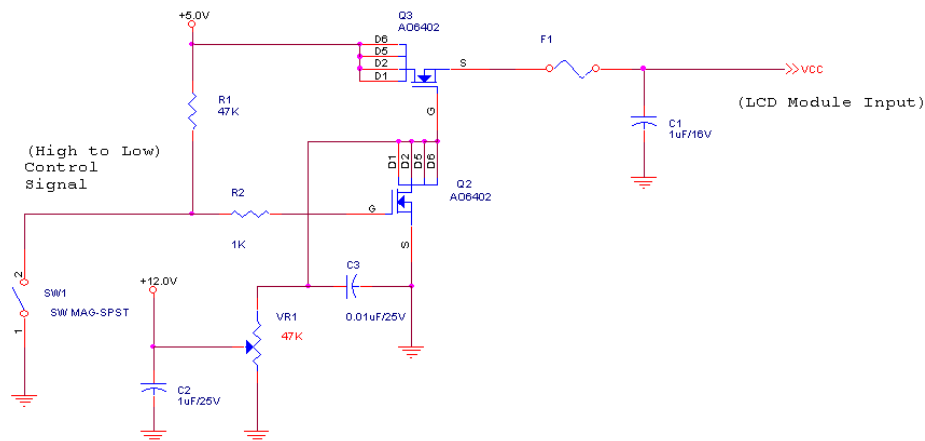 +5.0V
Q3
AO6402
D6
D5
D2
D1
S
G
F1
VCC
(LCD Module Input)
C1
1uF/16V
R1
47K
(High to Low)
Control
Signal
R2
1K
D1
D2
D5
D6
Q2
AO6402
G
S
2
1
SW1
SW MAG-SPST
+12.0V
C3
0.01uF/25V
VR1
47K
C2
1uF/25V